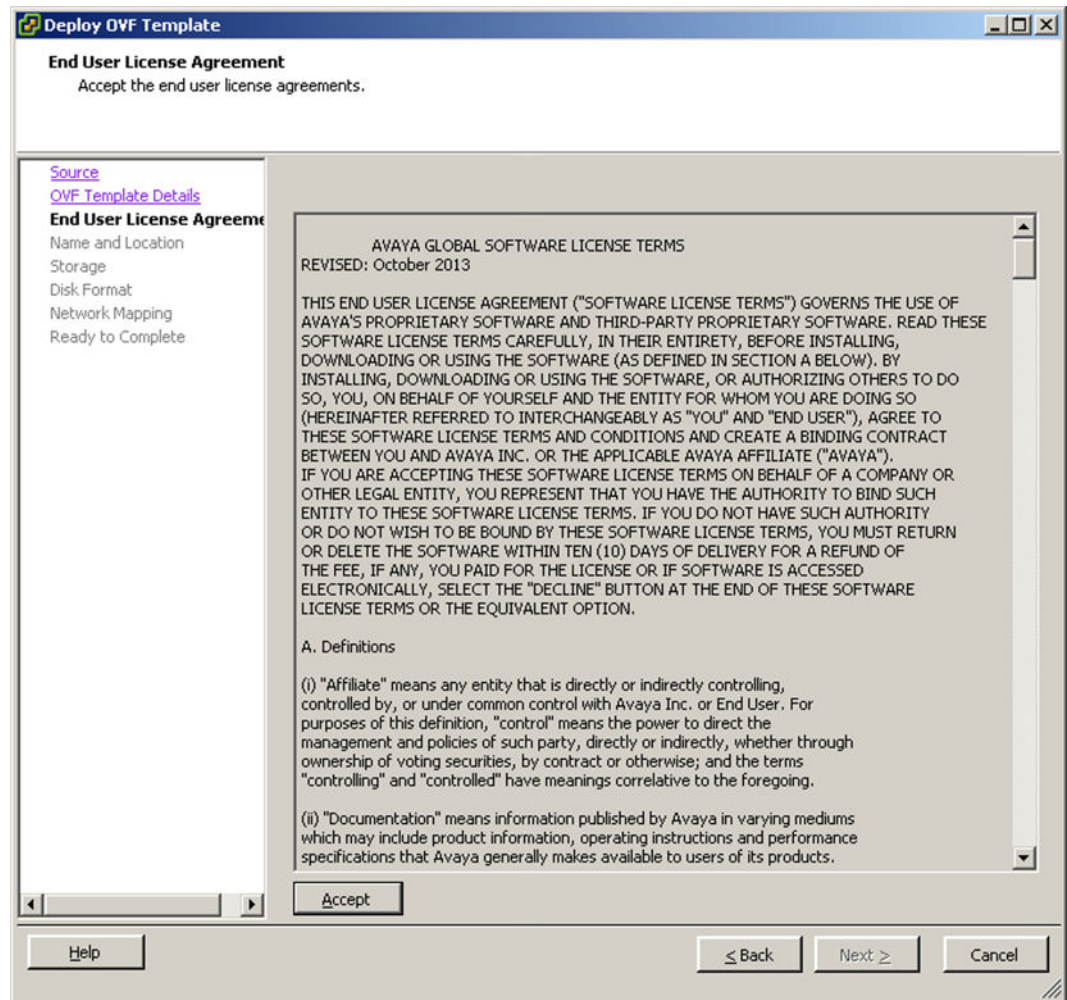 Deploy OVF Template
End User License Agreement
Accept the end user license agreements.
Source
OVF Template Details
End User License Agreeme
Name and Location
Storage
Disk Format
Network Mapping
Ready to Complete
AVAYA GLOBAL SOFTWARE LICENSE TERMS
REVISED: October 2013
THIS END USER LICENSE AGREEMENT ("SOFTWARE LICENSE TERMS") GOVERNS THE USE OF
AVAYA'S PROPRIETARY SOFTWARE AND THIRD-PARTY PROPRIETARY SOFTWARE. READ THESE
SOFTWARE LICENSE TERMS CAREFULLY, IN THEIR ENTIRETY, BEFORE INSTALLING,
DOWNLOADING OR USING THE SOFTWARE (AS DEFINED IN SECTION A BELOW). BY
INSTALLING, DOWNLOADING OR USING THE SOFTWARE, OR AUTHORIZING OTHERS TO DO
SO, YOU, ON BEHALF OF YOURSELF AND THE ENTITY FOR WHOM YOU ARE DOING SO
(HEREINAFTER REFERRED TO INTERCHANGEABLY AS "YOU" AND "END USER"), AGREE TO
THESE SOFTWARE LICENSE TERMS AND CONDITIONS AND CREATE A BINDING CONTRACT
BETWEEN YOU AND AVAYA INC. OR THE APPLICABLE AVAYA AFFILIATE ("AVAYA").
IF YOU ARE ACCEPTING THESE SOFTWARE LICENSE TERMS ON BEHALF OF A COMPANY OR
OTHER LEGAL ENTITY, YOU REPRESENT THAT YOU HAVE THE AUTHORITY TO BIND SUCH
ENTITY TO THESE SOFTWARE LICENSE TERMS. IF YOU DO NOT HAVE SUCH AUTHORITY
OR DO NOT WISH TO BE BOUND BY THESE SOFTWARE LICENSE TERMS, YOU MUST RETURN
OR DELETE THE SOFTWARE WITHIN TEN (10) DAYS OF DELIVERY FOR A REFUND OF
THE FEE, IF ANY, YOU PAID FOR THE LICENSE OR IF SOFTWARE IS ACCESSED
ELECTRONICALLY, SELECT THE "DECLINE" BUTTON AT THE END OF THESE SOFTWARE
LICENSE TERMS OR THE EQUIVALENT OPTION.
A. Definitions
(i) "Affiliate" means any entity that is directly or indirectly controlling,
controlled by, or under common control with Avaya Inc. or End User. For
purposes of this definition, "control" means the power to direct the
management and policies of such party, directly or indirectly, whether through
ownership of voting securities, by contract or otherwise; and the terms
"controlling" and "controlled" have meanings correlative to the foregoing.
(ii) "Documentation" means information published by Avaya in varying mediums
which may include product information, operating instructions and performance
specifications that Avaya generally makes available to users of its products.
Accept
Help
≤ Back
Next ≥
Cancel